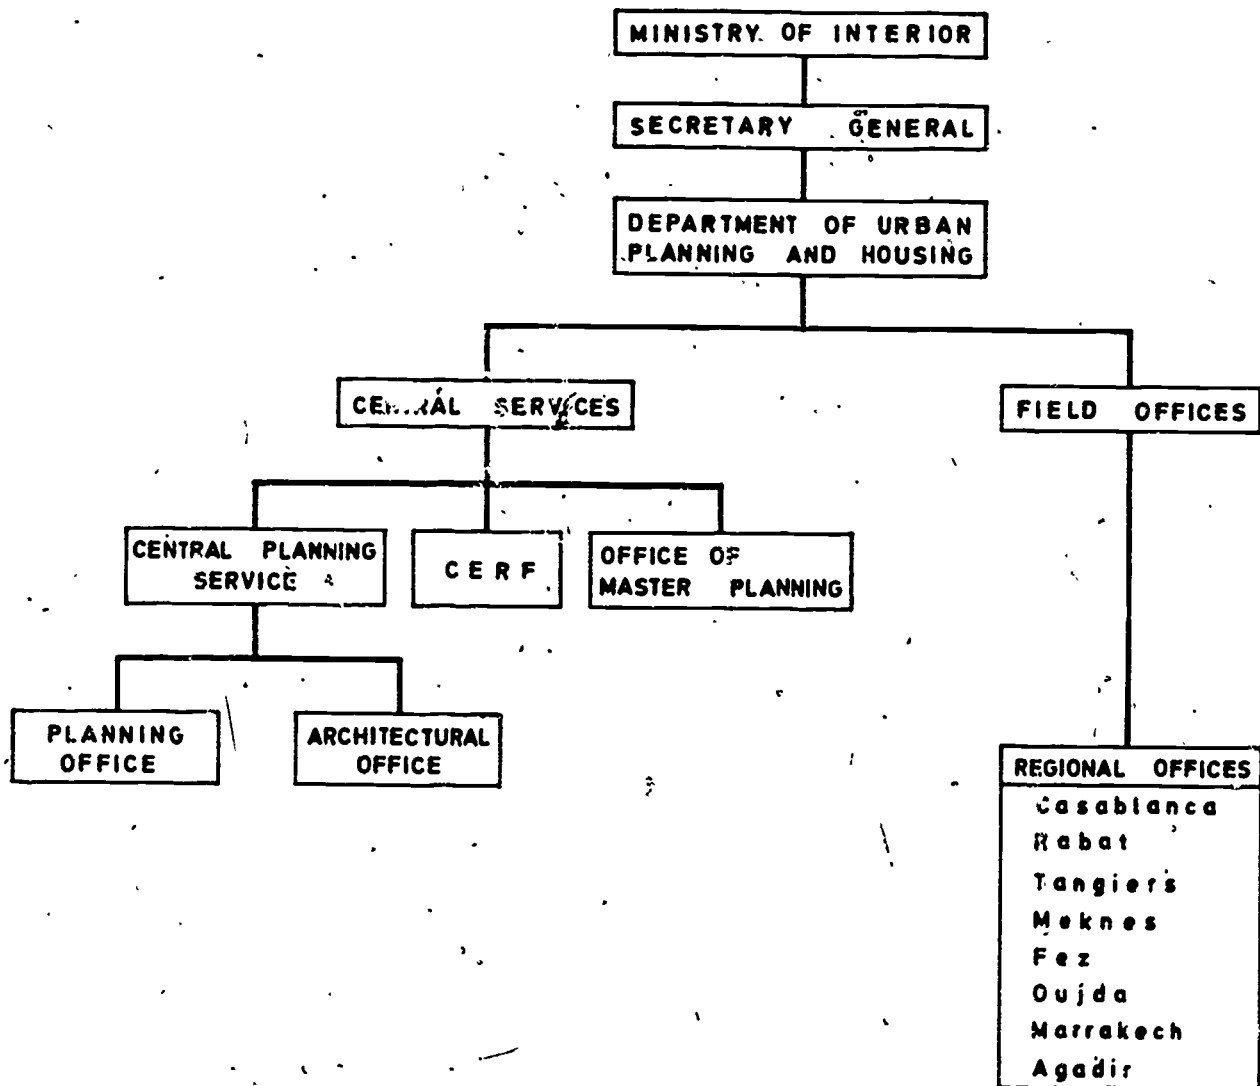 MINISTRY OF INTERIOR
SECRETARY GENERAL
DEPARTMENT OF URBAN
PLANNING AND HOUSING
CENTRAL SERVICES
FIELD OFFICES
CENTRAL PLANNING
SERVICE
CERF
OFFICE OF
MASTER PLANNING
PLANNING
OFFICE
ARCHITECTURAL
OFFICE
REGIONAL OFFICES
Casablanca
Rabat
Tangiers
Meknes
Fez
Oujda
Marrakech
Agadir